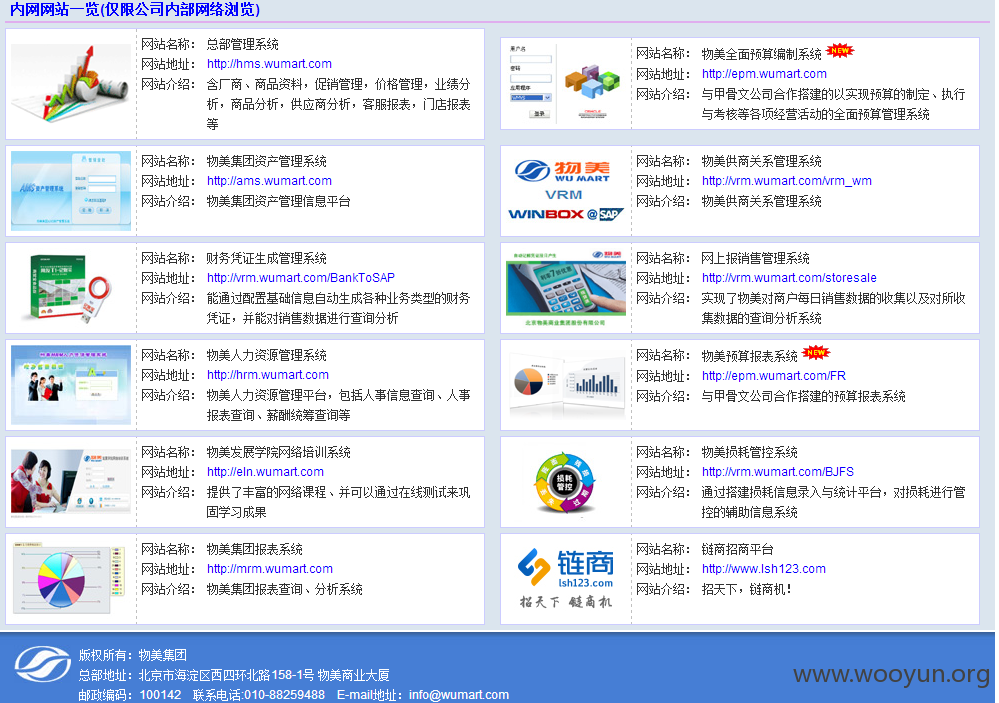 内网网站一览(仅限公司内部网络浏览)
网站名称： 总部管理系统
网站地址： http://hms.wumart.com
网站介绍： 含厂商、商品资料，促销管理，价格管理，业绩分
析，商品分析，供应商分析，客服报表，门店报表
等
用户名
密码
应用程序
登录
ORACLE
网站名称： 物美全面预算编制系统 NEW
网站地址： http://epm.wumart.com
网站介绍： 与甲骨文公司合作搭建的以实现预算的制定、执行
与考核等各项经营活动的全面预算管理系统
AMS 资产管理系统
网站名称： 物美集团资产管理系统
网站地址： http://ams.wumart.com
网站介绍： 物美集团资产管理信息平台
物美
WU MART
VRM
WINBOX @ SAP
网站名称： 物美供商关系管理系统
网站地址： http://vrm.wumart.com/vrm_wm
网站介绍： 物美供商关系管理系统
网站名称： 财务凭证生成管理系统
网站地址： http://vrm.wumart.com/BankToSAP
网站介绍： 能通过配置基础信息自动生成各种业务类型的财务
凭证，并能对销售数据进行查询分析
物美
北京物美商业集团股份有限公司
网站名称： 网上报销售管理系统
网站地址： http://vrm.wumart.com/storesale
网站介绍： 实现了物美对商户每日销售数据的收集以及对所收
集数据的查询分析系统
网站名称： 物美人力资源管理系统
网站地址： http://hrm.wumart.com
网站介绍： 物美人力资源管理平台，包括人事信息查询、人事
报表查询、薪酬统筹查询等
网站名称： 物美预算报表系统 NEW
网站地址： http://epm.wumart.com/FR
网站介绍： 与甲骨文公司合作搭建的预算报表系统
网站名称： 物美发展学院网络培训系统
网站地址： http://eln.wumart.com
网站介绍： 提供了丰富的网络课程、并可以通过在线测试来巩
固学习成果
损耗
管控
网站名称： 物美损耗管控系统
网站地址： http://vrm.wumart.com/BJFS
网站介绍： 通过搭建损耗信息录入与统计平台，对损耗进行管
控的辅助信息系统
网站名称： 物美集团报表系统
网站地址： http://mrm.wumart.com
网站介绍： 物美集团报表查询、分析系统
链商
lsh123.com
招天下 链商机
网站名称： 链商招商平台
网站地址： http://www.lsh123.com
网站介绍： 招天下，链商机！
版权所有：物美集团
总部地址：北京市海淀区西四环北路158-1号 物美商业大厦
邮政编码：100142 联系电话:010-88259488 E-mail地址：info@wumart.com
www.wooyun.org